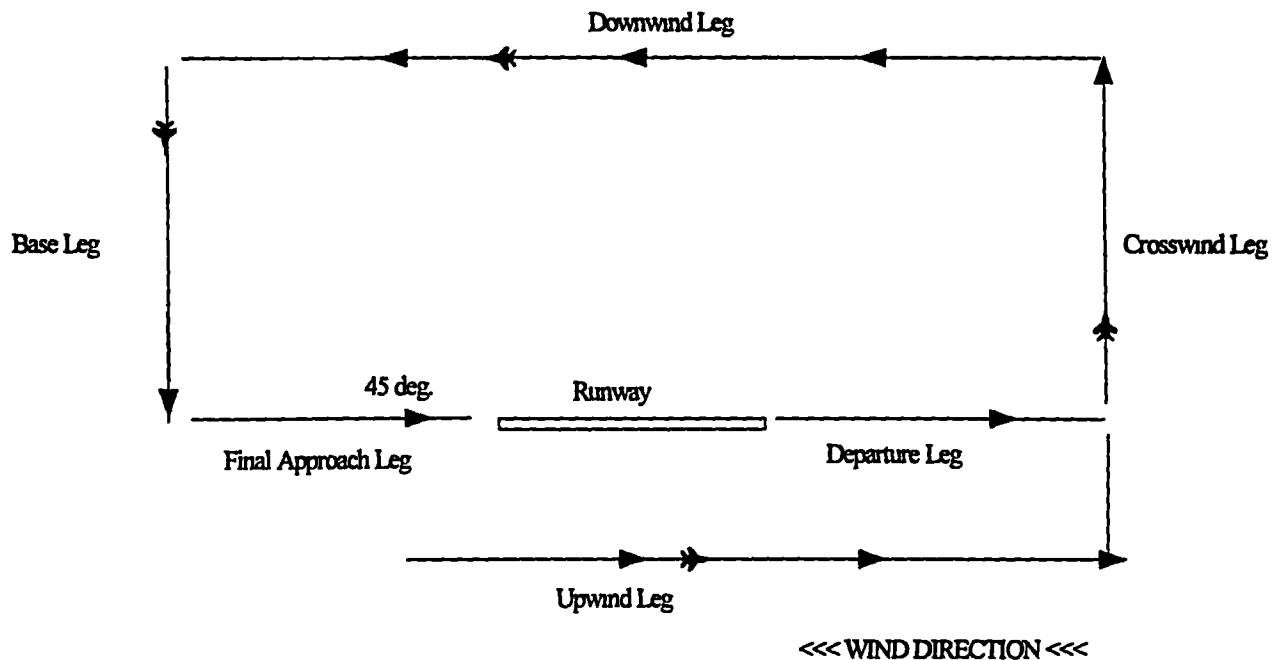 Downwind Leg
Base Leg
Crosswind Leg
45 deg.
Runway
Final Approach Leg
Departure Leg
Upwind Leg
<<< WIND DIRECTION <<<